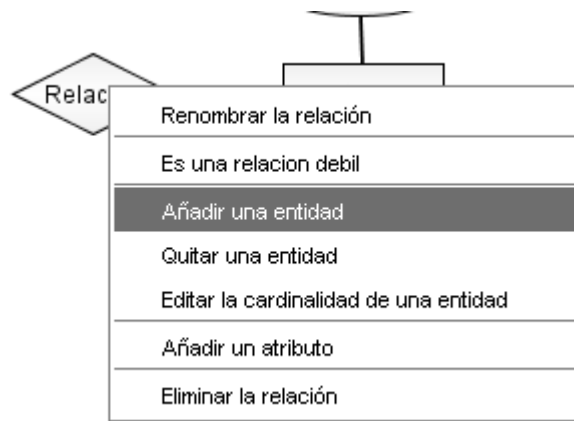 Relac
Renombrar la relación
Es una relacion debil
Añadir una entidad
Quitar una entidad
Editar la cardinalidad de una entidad
Añadir un atributo
Eliminar la relación